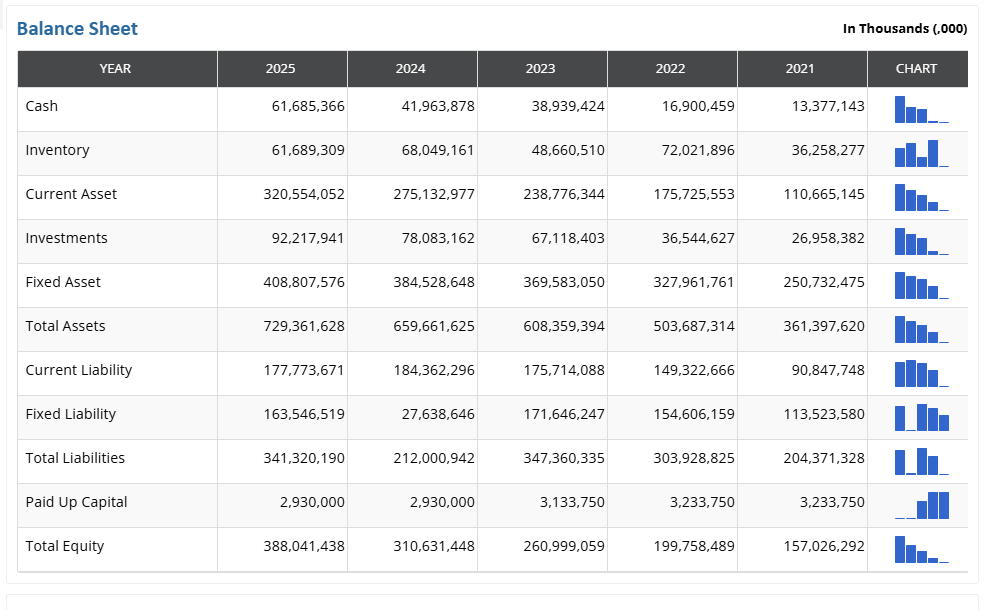 Balance Sheet In Thousands (,000)
YEAR 2025 2024 2023 2022 2021 CHART
Cash 61,685,366 41,963,878 38,939,424 16,900,459 13,377,143
Inventory 61,689,309 68,049,161 48,660,510 72,021,896 36,258,277
Current Asset 320,554,052 275,132,977 238,776,344 175,725,553 110,665,145
Investments 92,217,941 78,083,162 67,118,403 36,544,627 26,958,382
Fixed Asset 408,807,576 384,528,648 369,583,050 327,961,761 250,732,475
Total Assets 729,361,628 659,661,625 608,359,394 503,687,314 361,397,620
Current Liability 177,773,671 184,362,296 175,714,088 149,322,666 90,847,748
Fixed Liability 163,546,519 27,638,646 171,646,247 154,606,159 113,523,580
Total Liabilities 341,320,190 212,000,942 347,360,335 303,928,825 204,371,328
Paid Up Capital 2,930,000 2,930,000 3,133,750 3,233,750 3,233,750
Total Equity 388,041,438 310,631,448 260,999,059 199,758,489 157,026,292